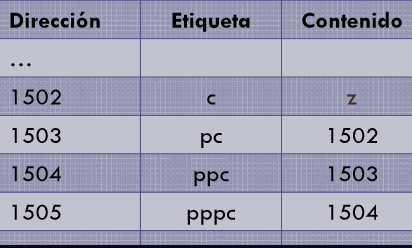 Dirección Etiqueta Contenido
...
1502 c z
1503 pc 1502
1504 ppc 1503
1505 pppc 1504